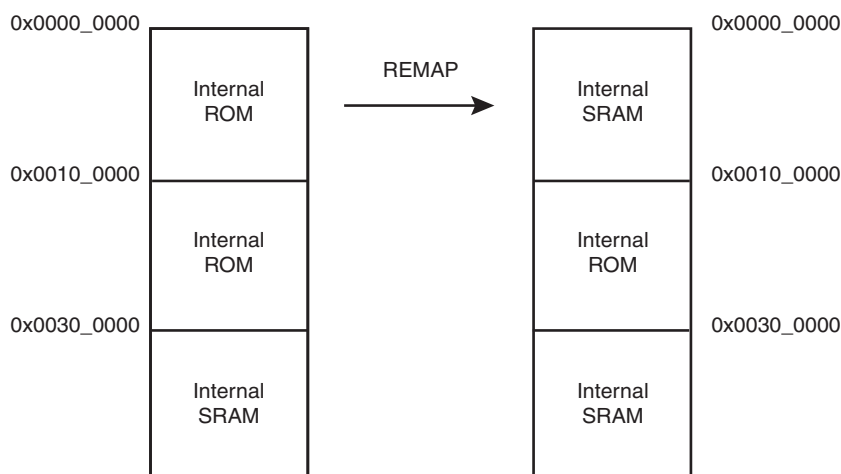 0x0000_0000
Internal
ROM
0x0010_0000
Internal
ROM
0x0030_0000
Internal
SRAM
REMAP
0x0000_0000
Internal
SRAM
0x0010_0000
Internal
ROM
0x0030_0000
Internal
SRAM